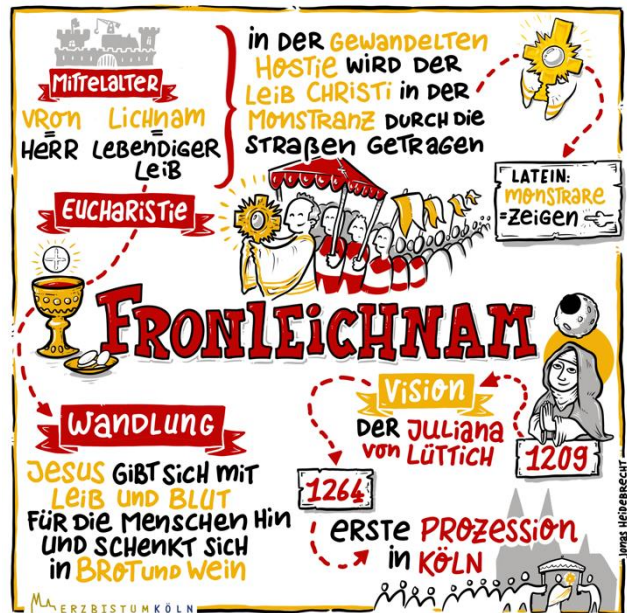 MITTELALTER
VRON LICHNAM
= =
HERR LEBENDIGER
LEIB
IN DER GEWANDELTEN
HOSTIE WIRD DER
LEIB CHRISTI IN DER
MONSTRANZ DURCH DIE
STRAßEN GETRAGEN
LATEIN:
MONSTRARE
=ZEIGEN
EUCHARISTIE
FRONLEICHNAM
WANDLUNG
JESUS GIBT SICH MIT
LEIB UND BLUT
FÜR DIE MENSCHEN HIN
UND SCHENKT SICH
IN BROT UND WEIN
VISION
DER JULIANA
VON LÜTTICH
1209
1264
ERSTE PROZESSION
IN KÖLN
Jonas Heidebrecht
ERZBISTUM KÖLN